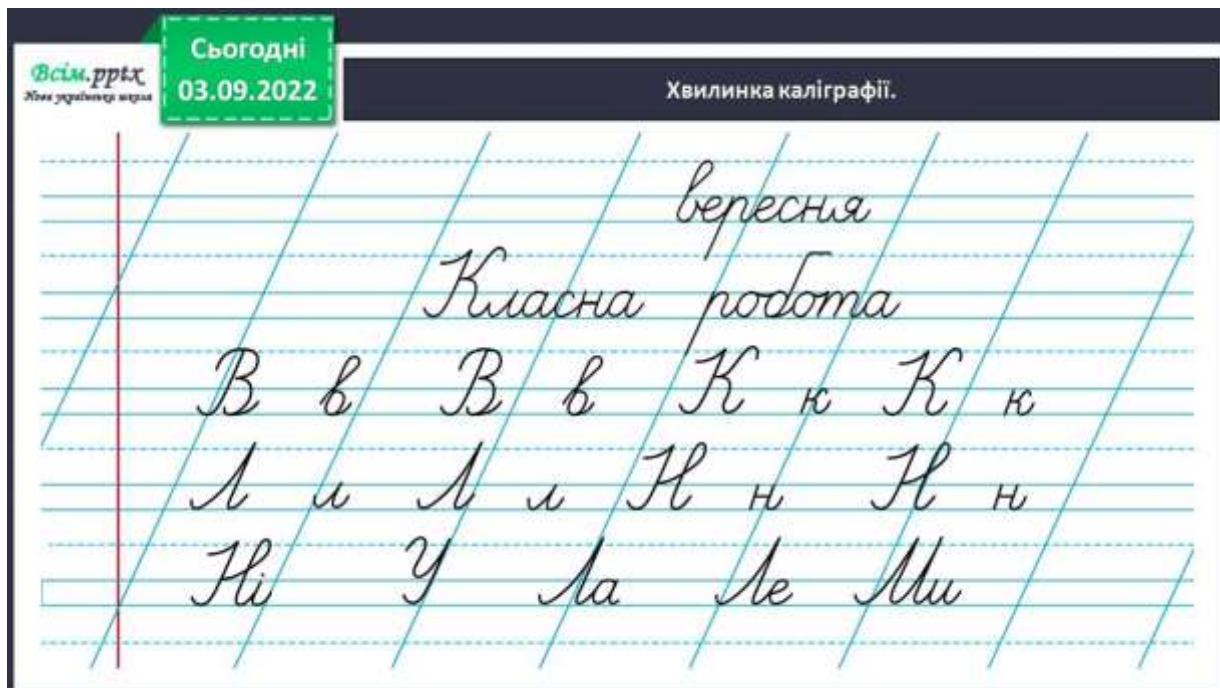 Всім.pptx
Нова українська школа
Сьогодні
03.09.2022
Хвилинка каліграфії.
вересня
Класна робота
В в В в К к К к
Л л Л л Н н Н н
Ні У Ла Ле Ми